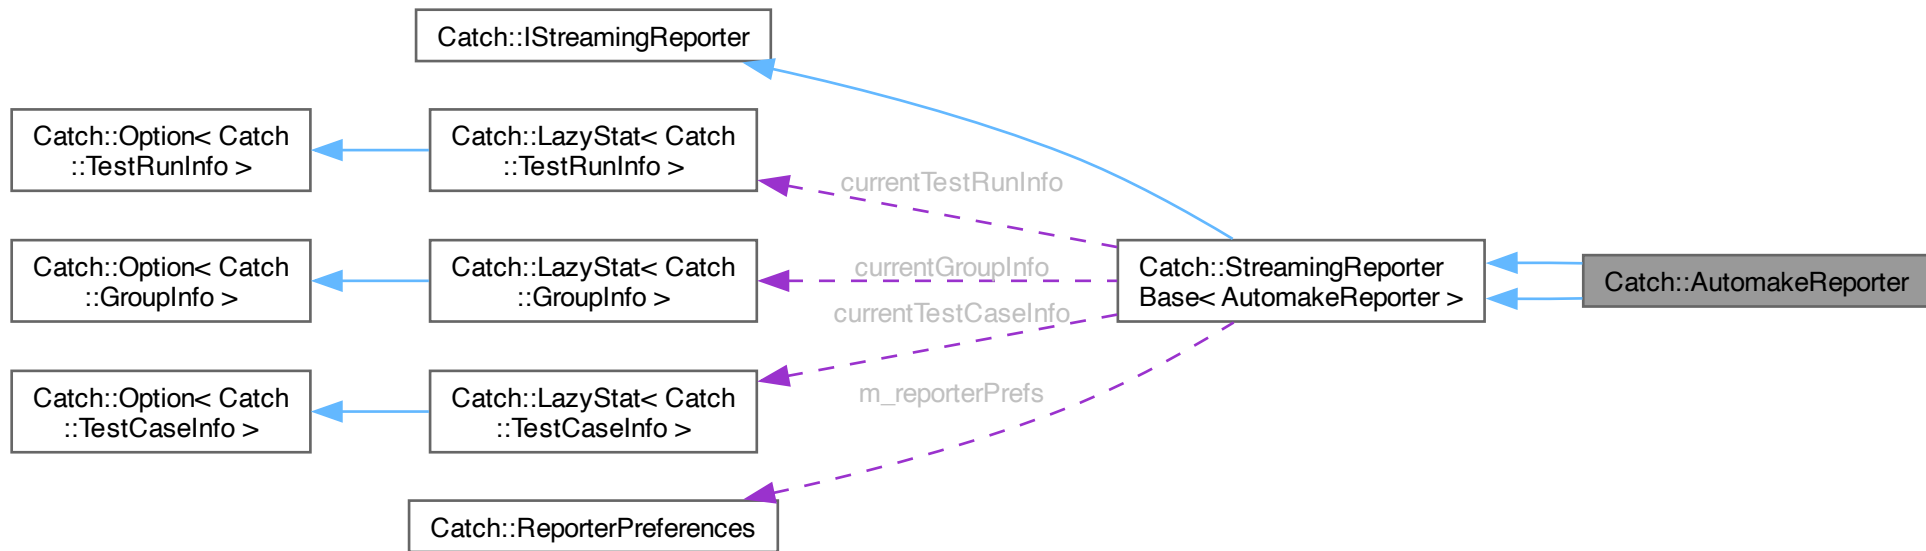 Catch::IStreamingReporter
Catch::Option< Catch
::TestRunInfo >
Catch::LazyStat< Catch
::TestRunInfo >
currentTestRunInfo
Catch::Option< Catch
::GroupInfo >
Catch::LazyStat< Catch
::GroupInfo >
currentGroupInfo
Catch::StreamingReporter
Base< AutomakeReporter >
Catch::AutomakeReporter
currentTestCaseInfo
Catch::Option< Catch
::TestCaseInfo >
Catch::LazyStat< Catch
::TestCaseInfo >
m_reporterPrefs
Catch::ReporterPreferences